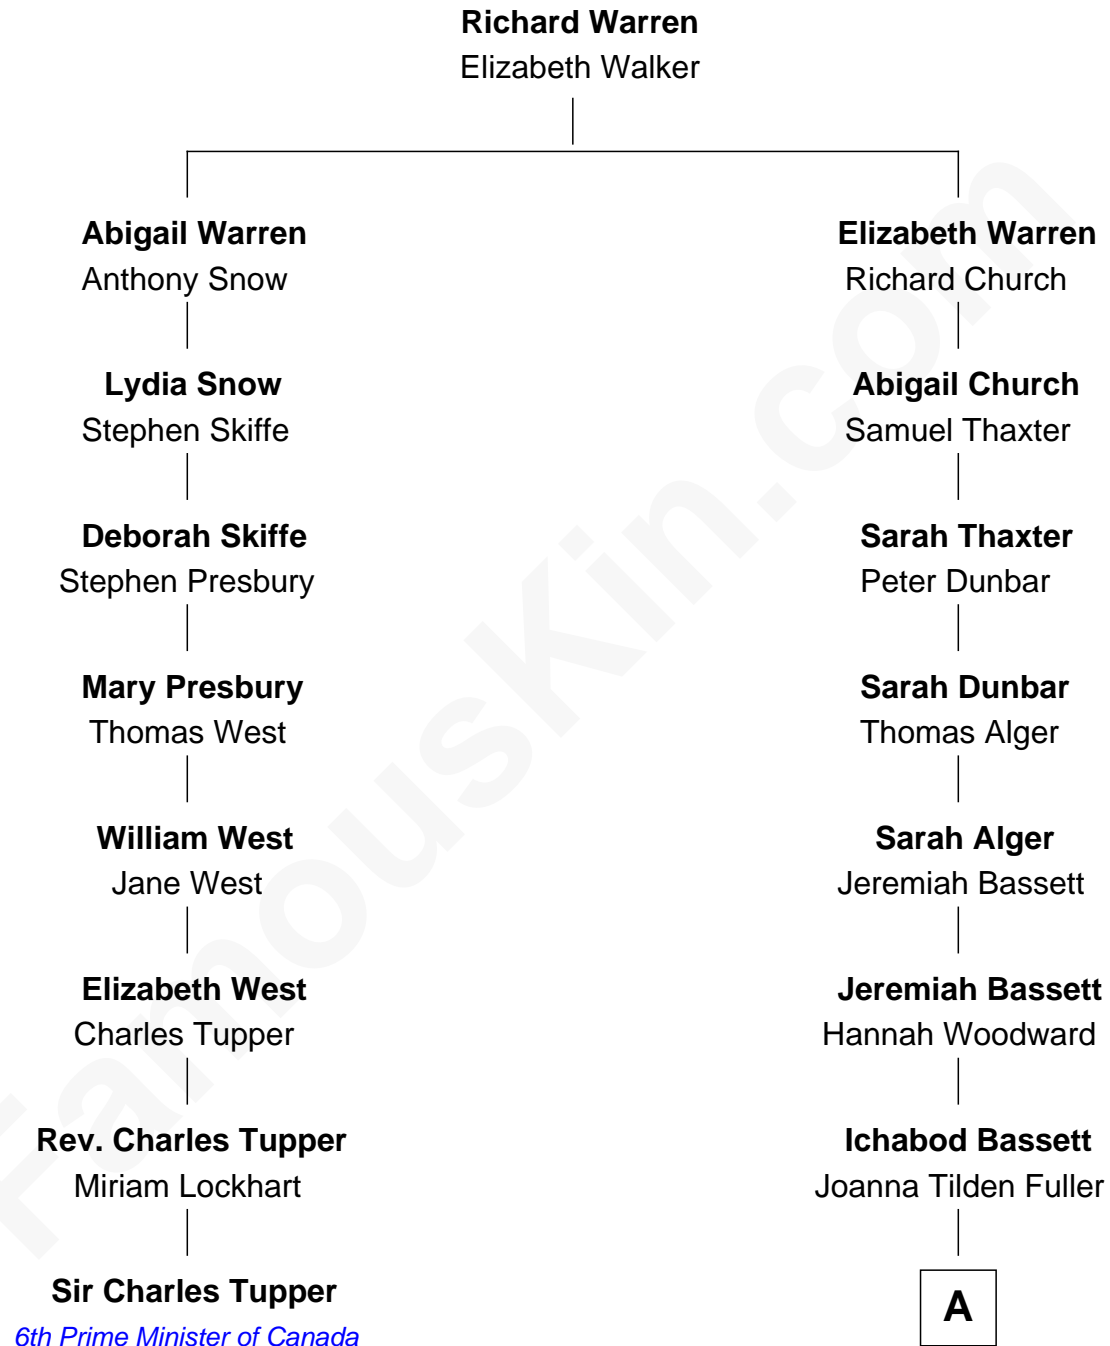 Richard Warren
Elizabeth Walker
Abigail Warren
Anthony Snow
Elizabeth Warren
Richard Church
Lydia Snow
Stephen Skiffe
Abigail Church
Samuel Thaxter
Deborah Skiffe
Stephen Presbury
Sarah Thaxter
Peter Dunbar
Mary Presbury
Thomas West
Sarah Dunbar
Thomas Alger
William West
Jane West
Sarah Alger
Jeremiah Bassett
Elizabeth West
Charles Tupper
Jeremiah Bassett
Hannah Woodward
Rev. Charles Tupper
Miriam Lockhart
Ichabod Bassett
Joanna Tilden Fuller
Sir Charles Tupper
6th Prime Minister of Canada
A
FamousKin.com